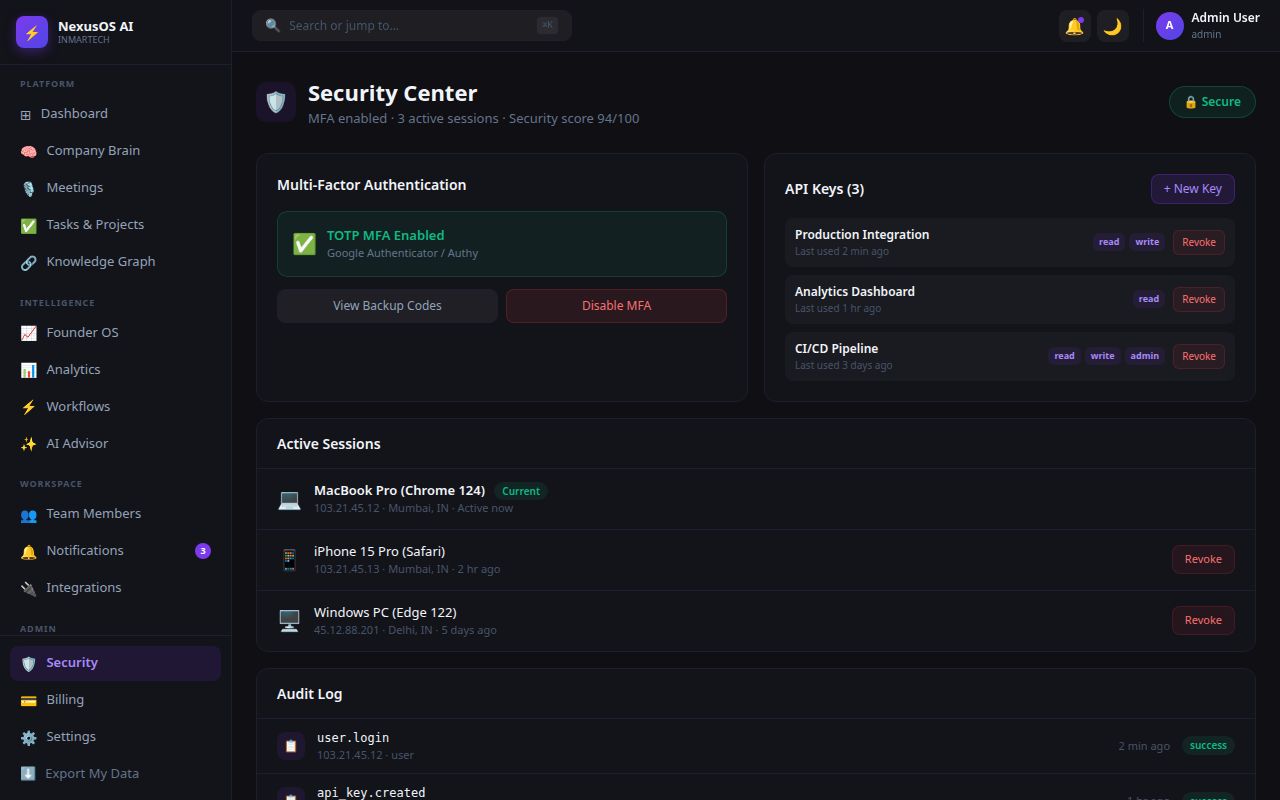 NexusOS AI
INMARTECH
PLATFORM
Dashboard
Company Brain
Meetings
Tasks & Projects
Knowledge Graph
INTELLIGENCE
Founder OS
Analytics
Workflows
AI Advisor
WORKSPACE
Team Members
Notifications 3
Integrations
ADMIN
Security
Billing
Settings
Export My Data
Search or jump to... ⌘K
A
Admin User
admin
Security Center
MFA enabled · 3 active sessions · Security score 94/100
Secure
Multi-Factor Authentication
TOTP MFA Enabled
Google Authenticator / Authy
View Backup Codes Disable MFA
API Keys (3) + New Key
Production Integration
Last used 2 min ago
read write Revoke
Analytics Dashboard
Last used 1 hr ago
read Revoke
CI/CD Pipeline
Last used 3 days ago
read write admin Revoke
Active Sessions
MacBook Pro (Chrome 124) Current
103.21.45.12 · Mumbai, IN · Active now
iPhone 15 Pro (Safari)
103.21.45.13 · Mumbai, IN · 2 hr ago
Revoke
Windows PC (Edge 122)
45.12.88.201 · Delhi, IN · 5 days ago
Revoke
Audit Log
user.login
103.21.45.12 · user
2 min ago success
api_key.created
1 hr ago success